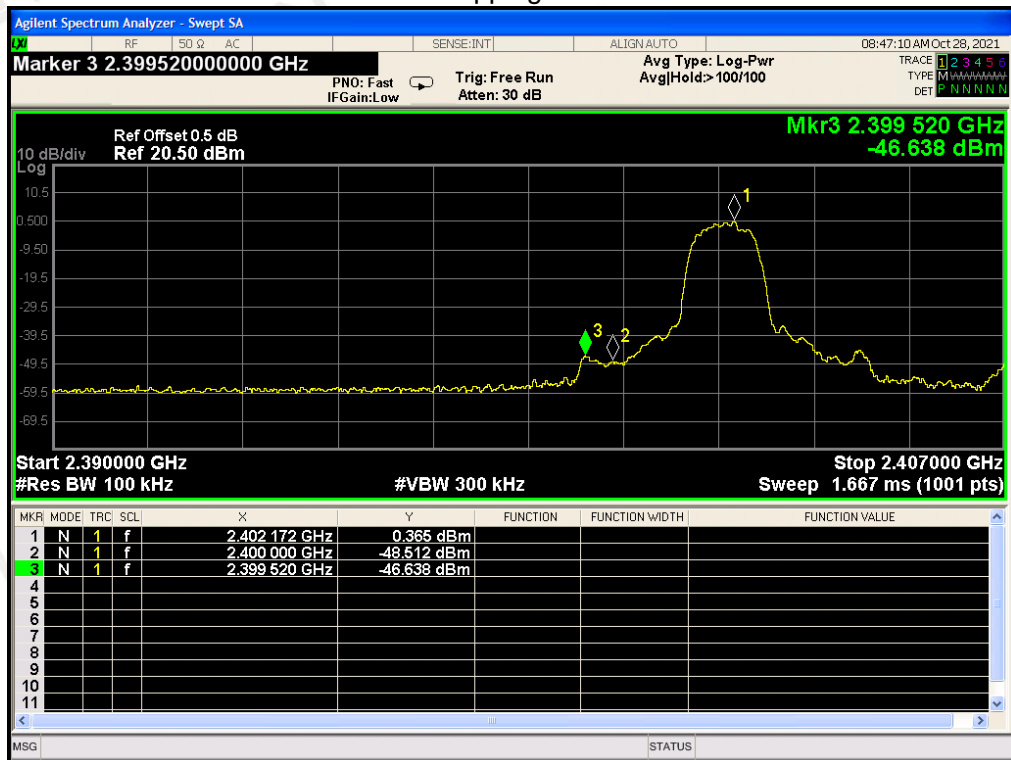 Agilent Spectrum Analyzer - Swept SA
LXI RF 50 Ω AC SENSE:INT ALIGN AUTO 08:47:10 AM Oct 28, 2021
Marker 3 2.399520000000 GHz
PNO: Fast
IFGain:Low
Trig: Free Run
Atten: 30 dB
Avg Type: Log-Pwr
Avg|Hold:>100/100
TRACE 1 2 3 4 5 6
TYPE M WWWWW
DET P N N N N N
Mkr3 2.399 520 GHz
-46.638 dBm
Ref Offset 0.5 dB
10 dB/div Ref 20.50 dBm
Log
10.5
0.500
-9.50
-19.5
-29.5
-39.5
-49.5
-59.5
-69.5
1
3
2
Start 2.390000 GHz Stop 2.407000 GHz
#Res BW 100 kHz #VBW 300 kHz Sweep 1.667 ms (1001 pts)
MKR MODE TRC SCL X Y FUNCTION FUNCTION WIDTH FUNCTION VALUE
1 N 1 f 2.402 172 GHz 0.365 dBm
2 N 1 f 2.400 000 GHz -48.512 dBm
3 N 1 f 2.399 520 GHz -46.638 dBm
4
5
6
7
8
9
10
11
MSG STATUS